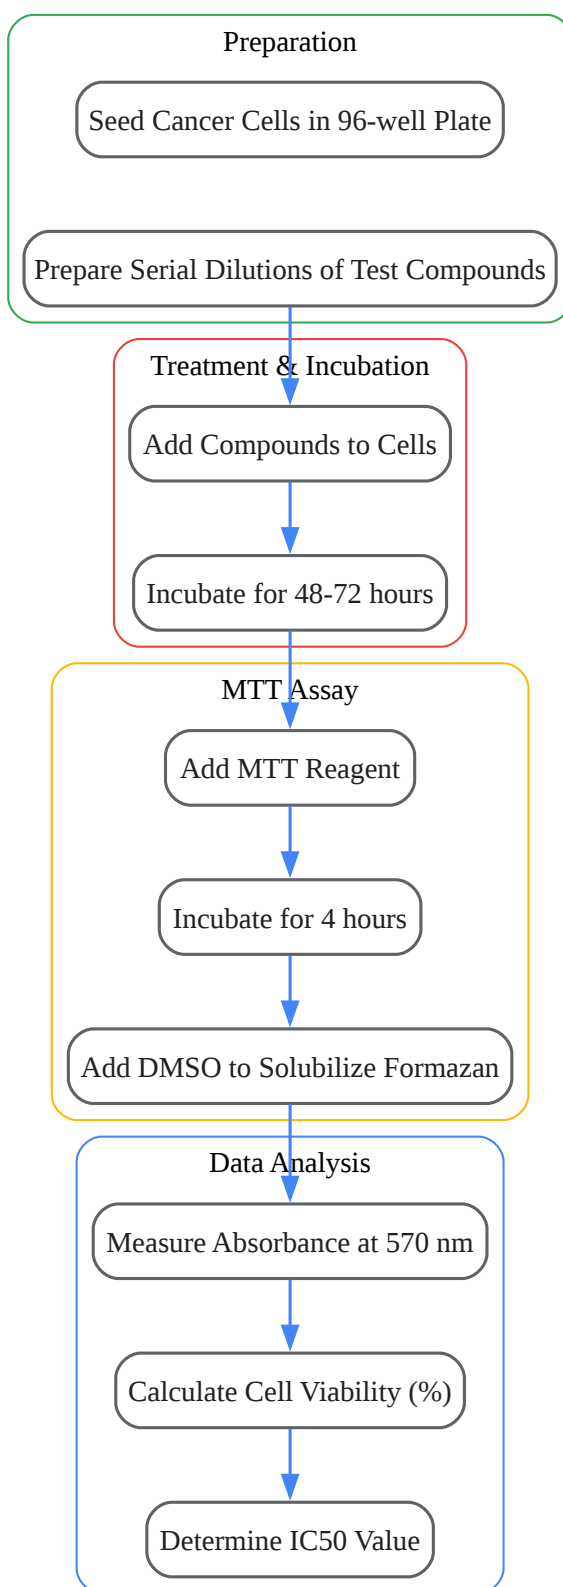 Preparation
Seed Cancer Cells in 96-well Plate
Prepare Serial Dilutions of Test Compounds
Treatment & Incubation
Add Compounds to Cells
Incubate for 48-72 hours
MTT Assay
Add MTT Reagent
Incubate for 4 hours
Add DMSO to Solubilize Formazan
Data Analysis
Measure Absorbance at 570 nm
Calculate Cell Viability (%)
Determine IC50 Value